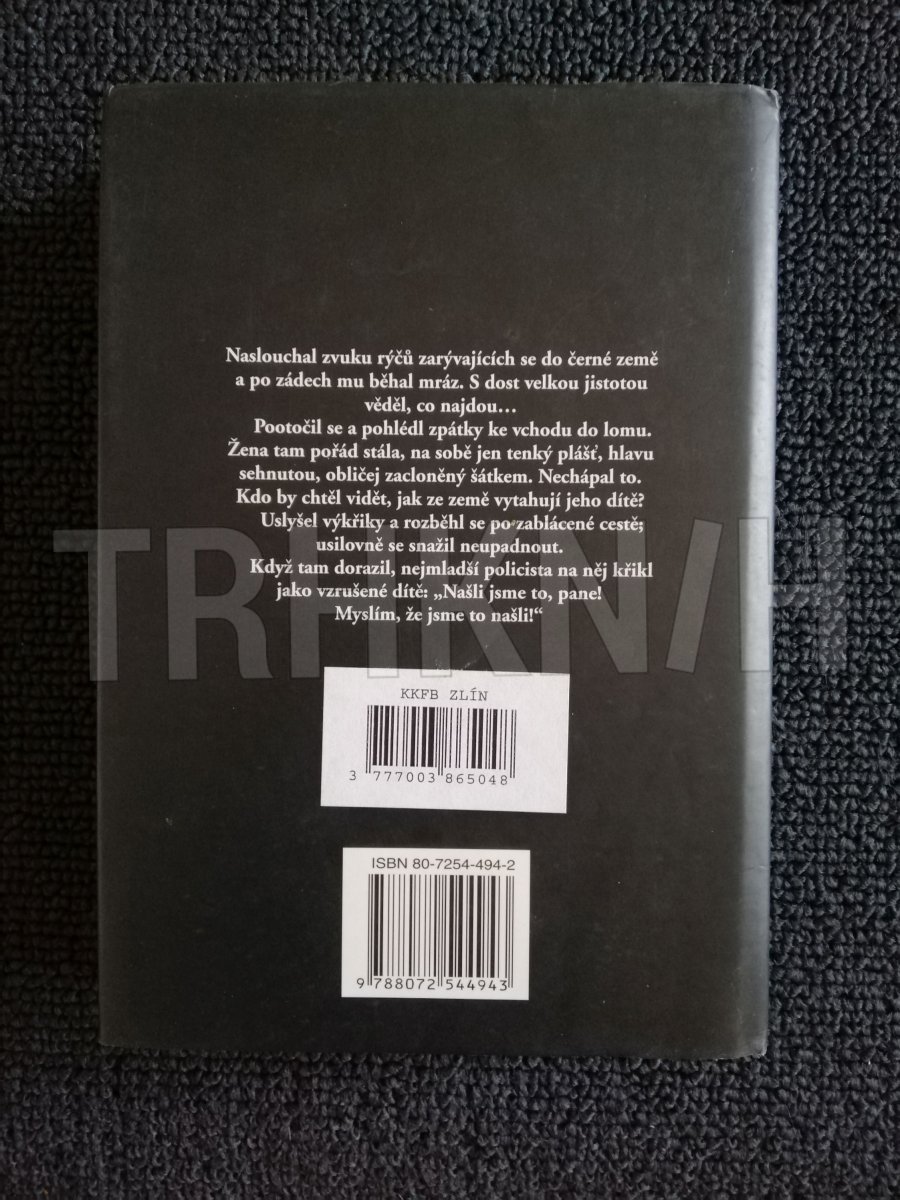 Naslouchal zvuku rýčů zarývajících se do černé země
a po zádech mu běhal mráz. S dost velkou jistotou
věděl, co najdou…
Pootočil se a pohlédl zpátky ke vchodu do lomu.
Žena tam pořád stála, na sobě jen tenký plášť, hlavu
sehnutou, obličej zacloněný šátkem. Nechápal to.
Kdo by chtěl vidět, jak ze země vytahují jeho dítě?
Uslyšel výkřiky a rozběhl se po zablácené cestě;
usilovně se snažil neupadnout.
Když tam dorazil, nejmladší policista na něj křikl
jako vzrušené dítě: „Našli jsme to, pane!
Myslím, že jsme to našli!“
TRHKN/H
KKFB ZLÍN
3 777003 865048
ISBN 80-7254-494-2
9 788072 544943